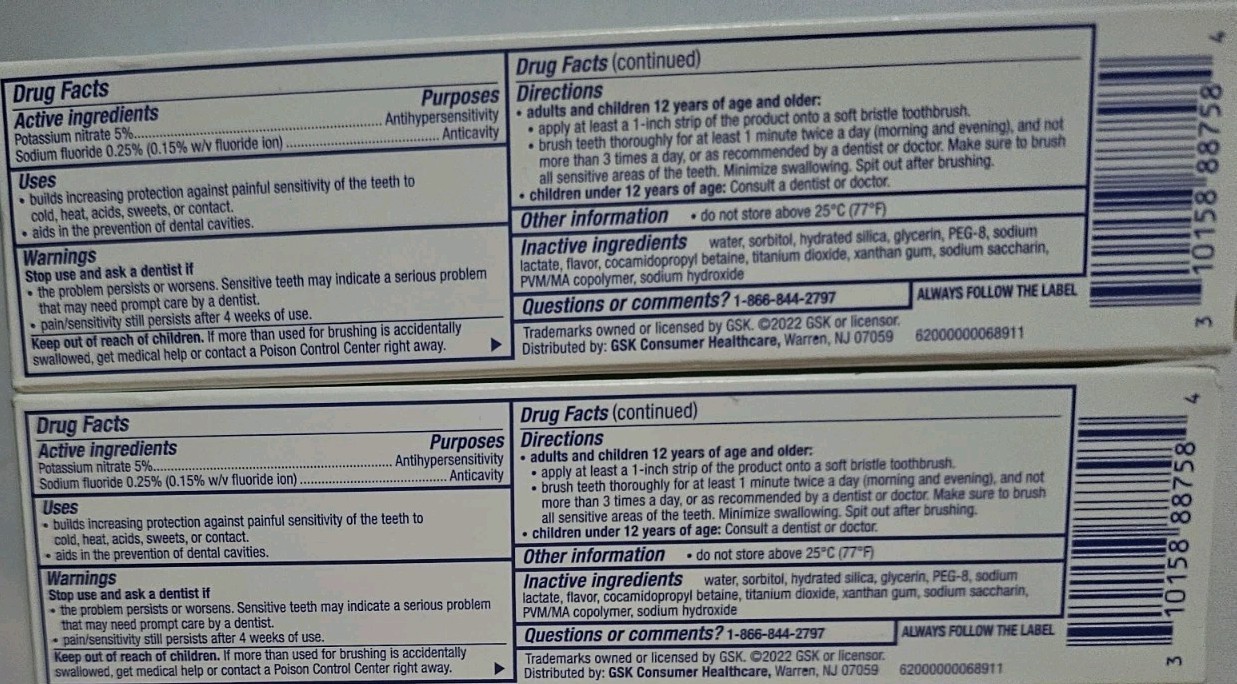 Drug Facts
Active ingredients Purposes
Potassium nitrate 5%.......................................................... Antihypersensitivity
Sodium fluoride 0.25% (0.15% w/v fluoride ion) ................................... Anticavity
Uses
• builds increasing protection against painful sensitivity of the teeth to
cold, heat, acids, sweets, or contact.
• aids in the prevention of dental cavities.
Warnings
Stop use and ask a dentist if
• the problem persists or worsens. Sensitive teeth may indicate a serious problem
that may need prompt care by a dentist.
• pain/sensitivity still persists after 4 weeks of use.
Keep out of reach of children. If more than used for brushing is accidentally
swallowed, get medical help or contact a Poison Control Center right away.
Drug Facts (continued)
Directions
• adults and children 12 years of age and older:
• apply at least a 1-inch strip of the product onto a soft bristle toothbrush.
• brush teeth thoroughly for at least 1 minute twice a day (morning and evening), and not
more than 3 times a day, or as recommended by a dentist or doctor. Make sure to brush
all sensitive areas of the teeth. Minimize swallowing. Spit out after brushing.
• children under 12 years of age: Consult a dentist or doctor.
Other information • do not store above 25°C (77°F)
Inactive ingredients water, sorbitol, hydrated silica, glycerin, PEG-8, sodium
lactate, flavor, cocamidopropyl betaine, titanium dioxide, xanthan gum, sodium saccharin,
PVM/MA copolymer, sodium hydroxide
Questions or comments? 1-866-844-2797
ALWAYS FOLLOW THE LABEL
Trademarks owned or licensed by GSK. ©2022 GSK or licensor.
Distributed by: GSK Consumer Healthcare, Warren, NJ 07059 62000000068911
3 10158 88758 4
Drug Facts
Active ingredients Purposes
Potassium nitrate 5%.......................................................... Antihypersensitivity
Sodium fluoride 0.25% (0.15% w/v fluoride ion) ................................... Anticavity
Uses
• builds increasing protection against painful sensitivity of the teeth to
cold, heat, acids, sweets, or contact.
• aids in the prevention of dental cavities.
Warnings
Stop use and ask a dentist if
• the problem persists or worsens. Sensitive teeth may indicate a serious problem
that may need prompt care by a dentist.
• pain/sensitivity still persists after 4 weeks of use.
Keep out of reach of children. If more than used for brushing is accidentally
swallowed, get medical help or contact a Poison Control Center right away.
Drug Facts (continued)
Directions
• adults and children 12 years of age and older:
• apply at least a 1-inch strip of the product onto a soft bristle toothbrush.
• brush teeth thoroughly for at least 1 minute twice a day (morning and evening), and not
more than 3 times a day, or as recommended by a dentist or doctor. Make sure to brush
all sensitive areas of the teeth. Minimize swallowing. Spit out after brushing.
• children under 12 years of age: Consult a dentist or doctor.
Other information • do not store above 25°C (77°F)
Inactive ingredients water, sorbitol, hydrated silica, glycerin, PEG-8, sodium
lactate, flavor, cocamidopropyl betaine, titanium dioxide, xanthan gum, sodium saccharin,
PVM/MA copolymer, sodium hydroxide
Questions or comments? 1-866-844-2797
ALWAYS FOLLOW THE LABEL
Trademarks owned or licensed by GSK. ©2022 GSK or licensor.
Distributed by: GSK Consumer Healthcare, Warren, NJ 07059 62000000068911
3 10158 88758 4